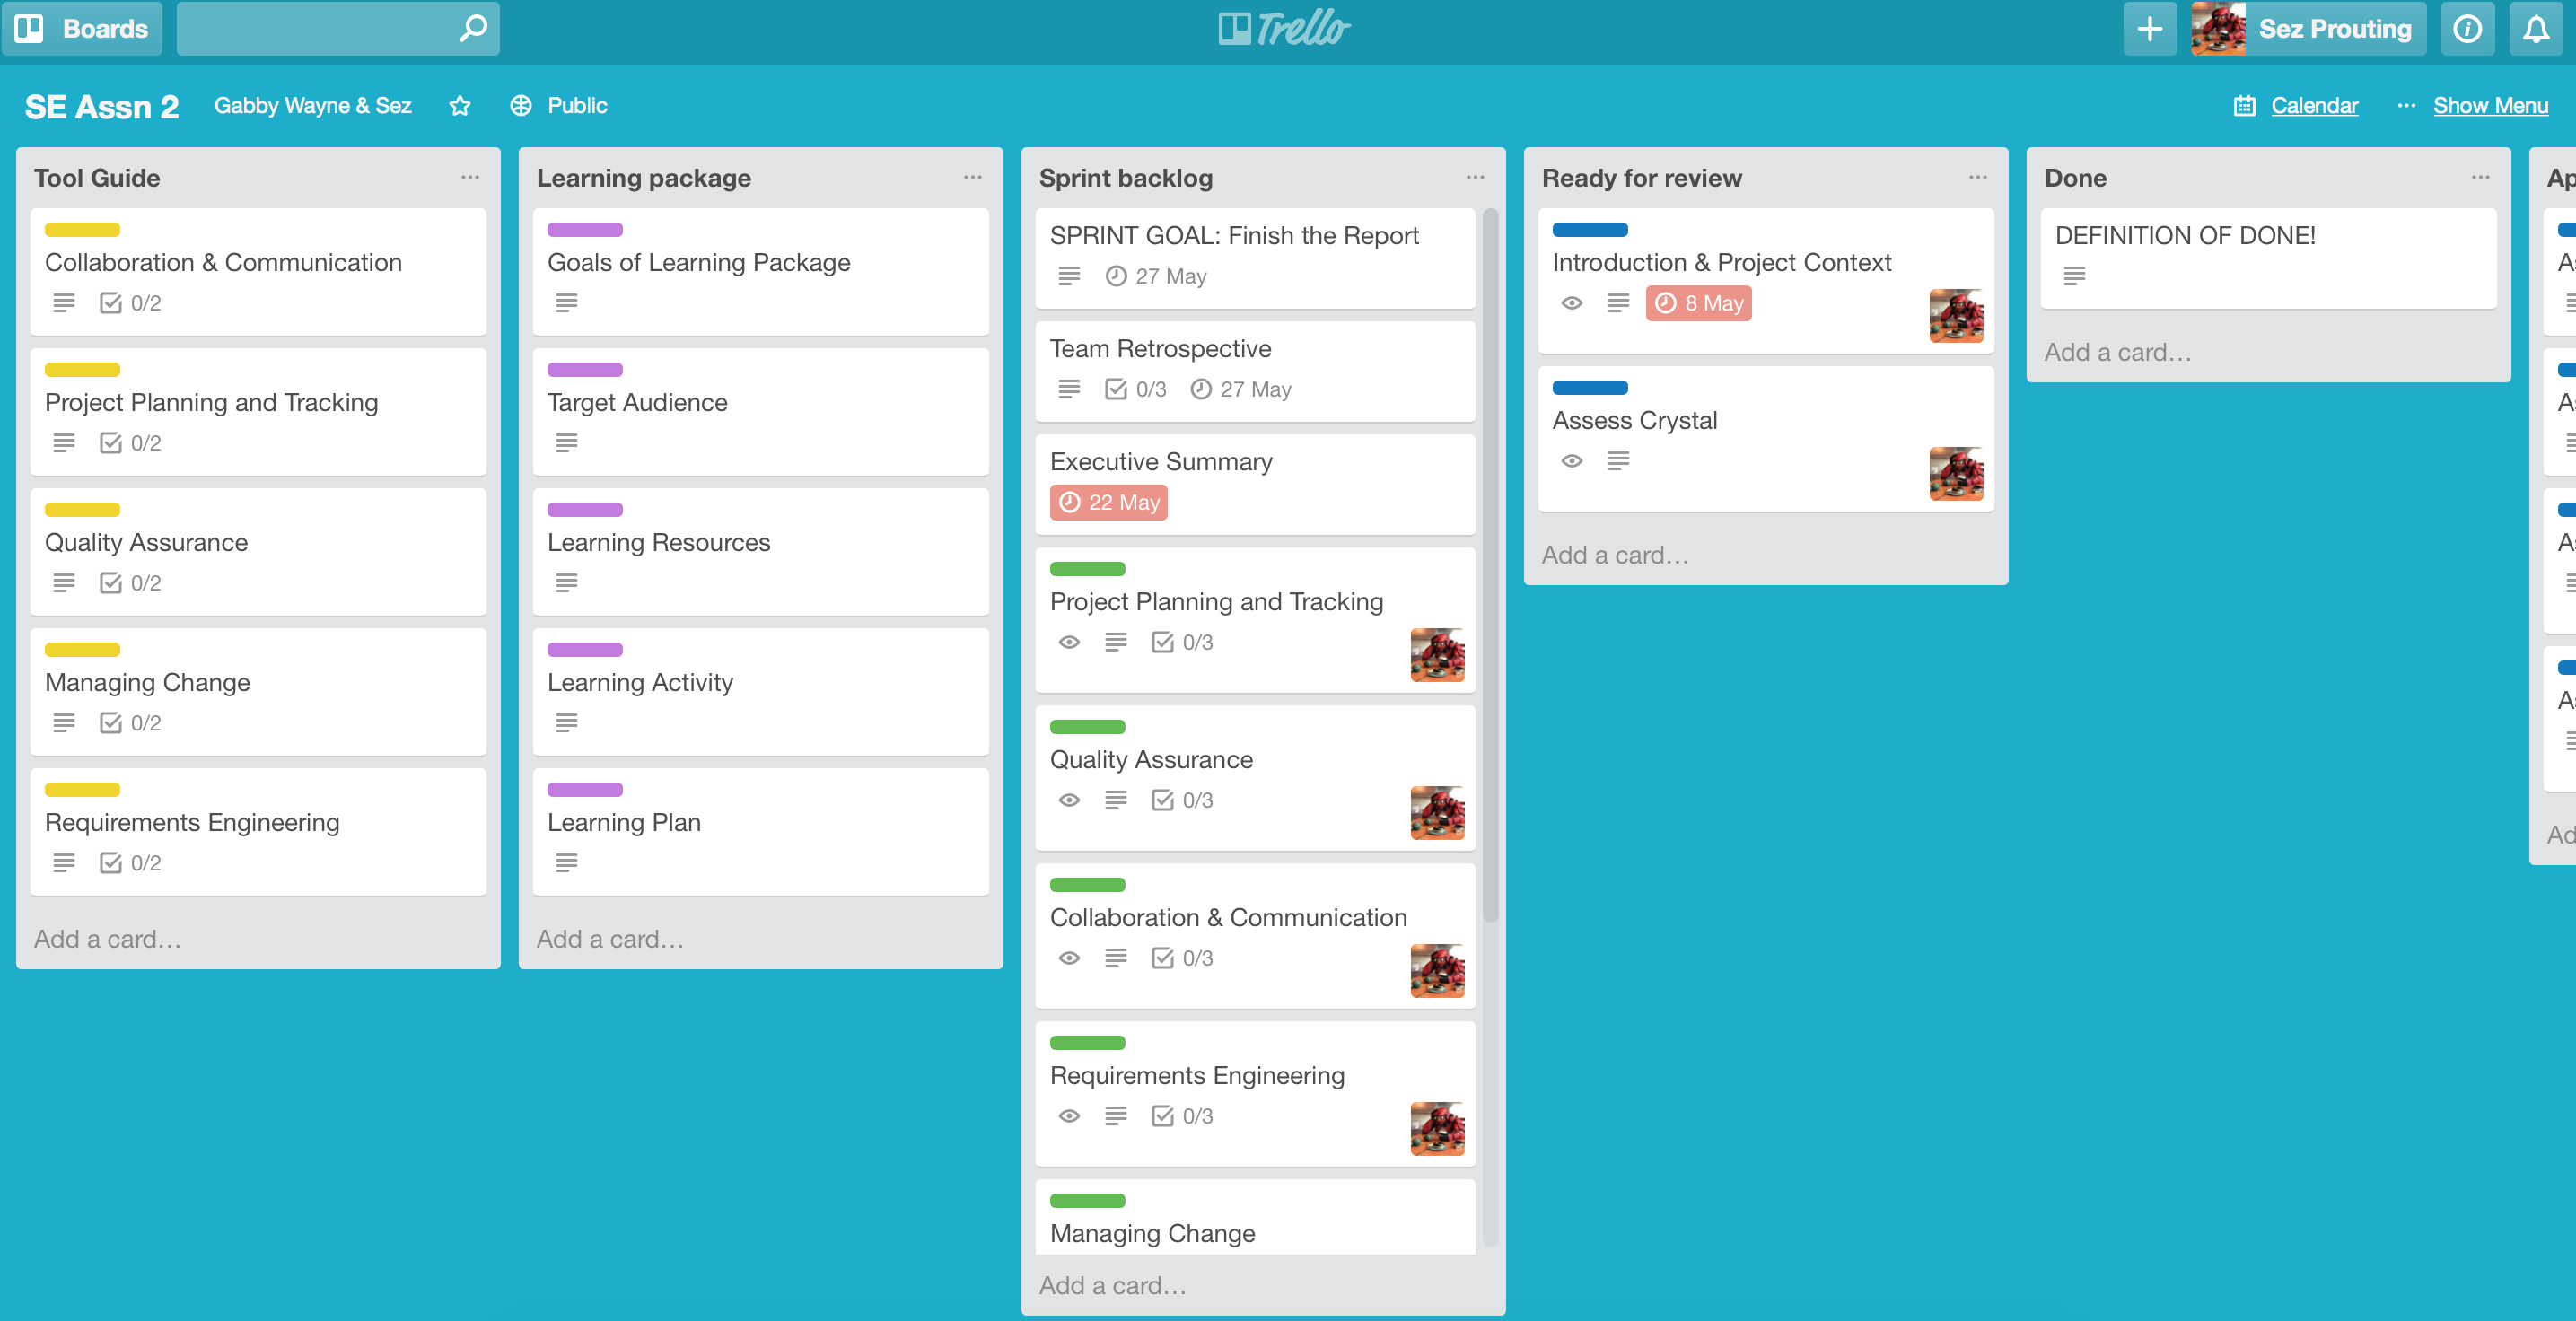 Boards
Trello
Sez Prouting
SE Assn 2
Gabby Wayne & Sez
Public
Calendar
... Show Menu
Tool Guide
Collaboration & Communication
0/2
Project Planning and Tracking
0/2
Quality Assurance
0/2
Managing Change
0/2
Requirements Engineering
0/2
Add a card…
Learning package
Goals of Learning Package
Target Audience
Learning Resources
Learning Activity
Learning Plan
Add a card…
Sprint backlog
SPRINT GOAL: Finish the Report
27 May
Team Retrospective
0/3 27 May
Executive Summary
22 May
Project Planning and Tracking
0/3
Quality Assurance
0/3
Collaboration & Communication
0/3
Requirements Engineering
0/3
Managing Change
Add a card…
Ready for review
Introduction & Project Context
8 May
Assess Crystal
Add a card…
Done
DEFINITION OF DONE!
Add a card…